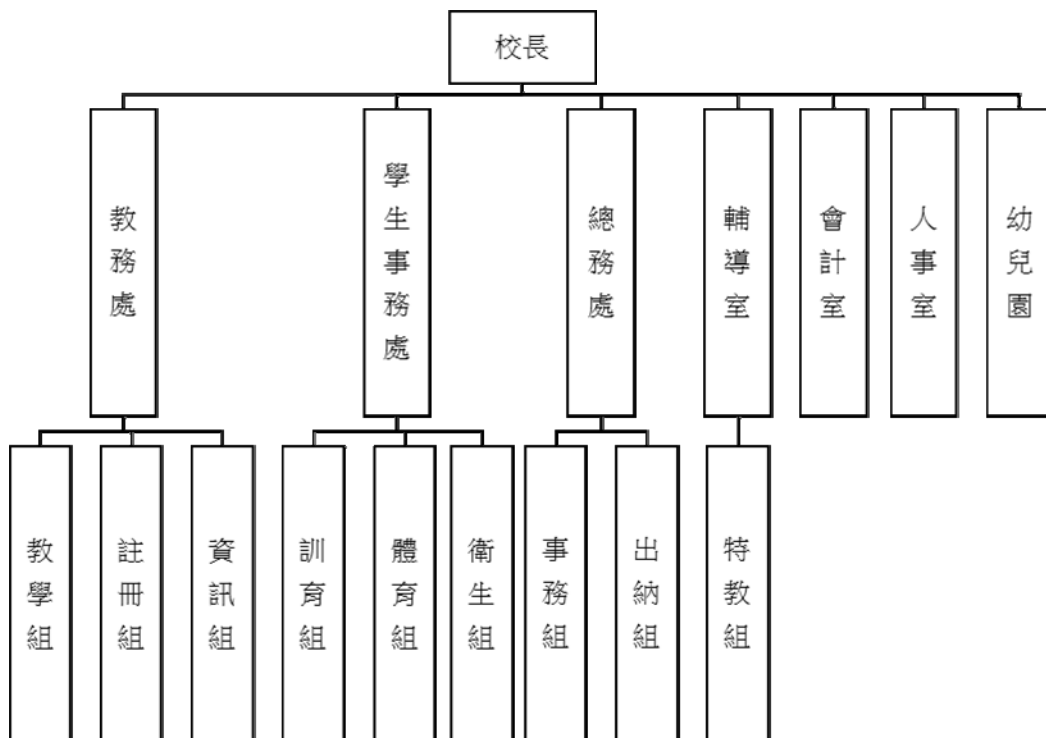 校長
教務處
學生事務處
總務處
輔導室
會計室
人事室
幼兒園
教學組
註冊組
資訊組
訓育組
體育組
衛生組
事務組
出納組
特教組